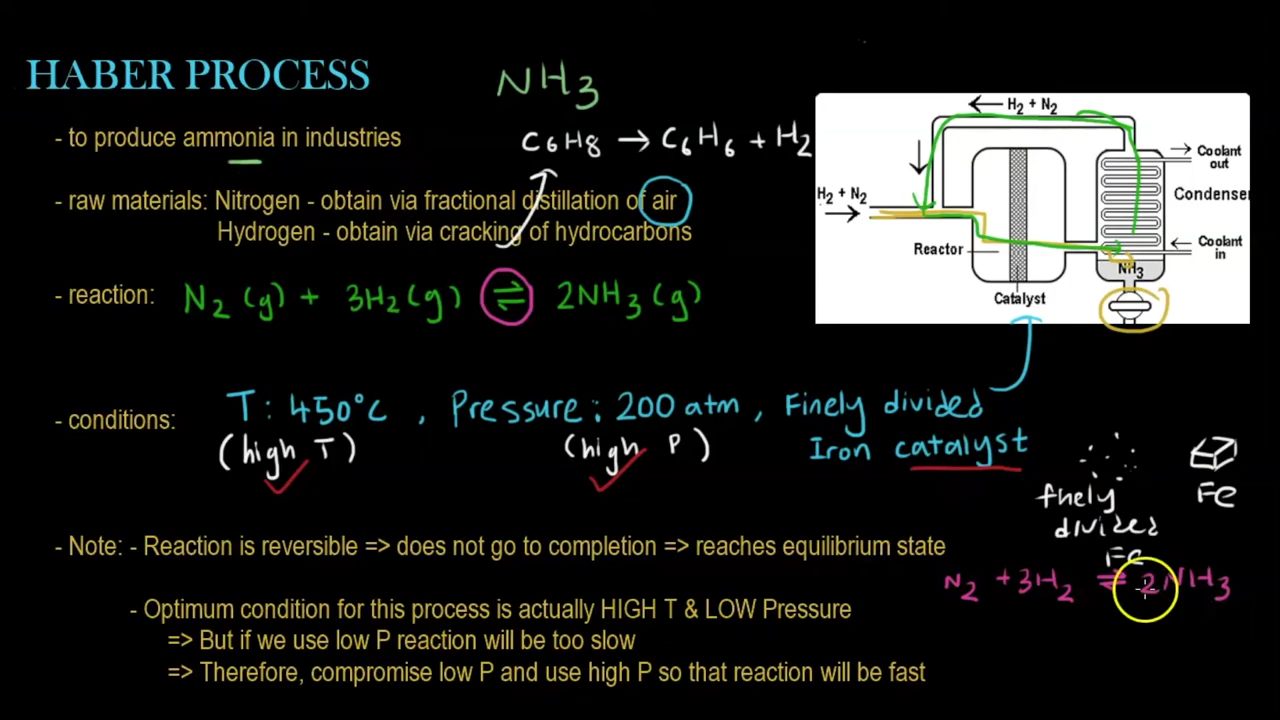 HABER PROCESS
NH3
- to produce ammonia in industries
C6H8 → C6H6 + H2
- raw materials: Nitrogen - obtain via fractional distillation of air
Hydrogen - obtain via cracking of hydrocarbons
- reaction: N2 (g) + 3H2 (g) ⇌ 2NH3 (g)
H2 + N2
Coolant
out
H2 + N2
Condenser
Reactor
Coolant
in
NH3
Catalyst
- conditions: T: 450°C , Pressure: 200 atm, Finely divided
Iron catalyst
(high T) (high P)
finely
divided
Fe
Fe
- Note: - Reaction is reversible => does not go to completion => reaches equilibrium state
N2 + 3H2 ⇌ 2NH3
- Optimum condition for this process is actually HIGH T & LOW Pressure
=> But if we use low P reaction will be too slow
=> Therefore, compromise low P and use high P so that reaction will be fast